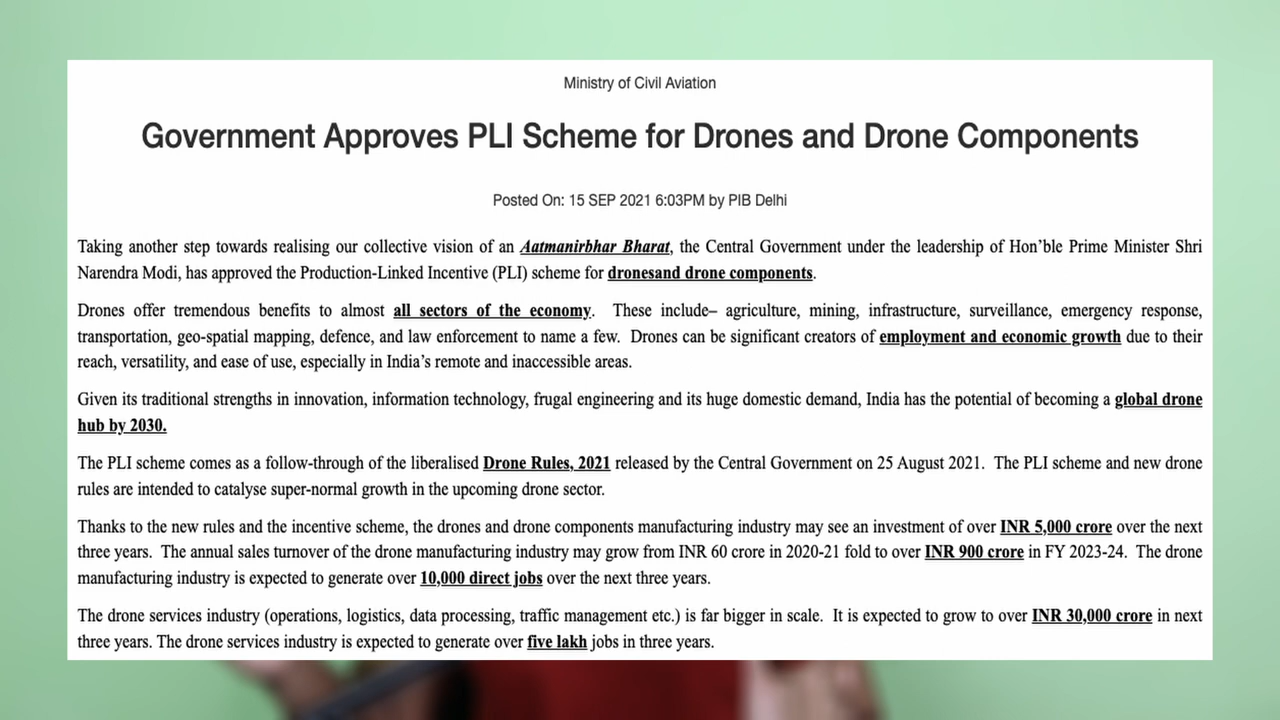 Ministry of Civil Aviation
Government Approves PLI Scheme for Drones and Drone Components
Posted On: 15 SEP 2021 6:03PM by PIB Delhi
Taking another step towards realising our collective vision of an Aatmanirbhar Bharat, the Central Government under the leadership of Hon’ble Prime Minister Shri
Narendra Modi, has approved the Production-Linked Incentive (PLI) scheme for dronesand drone components.
Drones offer tremendous benefits to almost all sectors of the economy. These include– agriculture, mining, infrastructure, surveillance, emergency response,
transportation, geo-spatial mapping, defence, and law enforcement to name a few. Drones can be significant creators of employment and economic growth due to their
reach, versatility, and ease of use, especially in India’s remote and inaccessible areas.
Given its traditional strengths in innovation, information technology, frugal engineering and its huge domestic demand, India has the potential of becoming a global drone
hub by 2030.
The PLI scheme comes as a follow-through of the liberalised Drone Rules, 2021 released by the Central Government on 25 August 2021. The PLI scheme and new drone
rules are intended to catalyse super-normal growth in the upcoming drone sector.
Thanks to the new rules and the incentive scheme, the drones and drone components manufacturing industry may see an investment of over INR 5,000 crore over the next
three years. The annual sales turnover of the drone manufacturing industry may grow from INR 60 crore in 2020-21 fold to over INR 900 crore in FY 2023-24. The drone
manufacturing industry is expected to generate over 10,000 direct jobs over the next three years.
The drone services industry (operations, logistics, data processing, traffic management etc.) is far bigger in scale. It is expected to grow to over INR 30,000 crore in next
three years. The drone services industry is expected to generate over five lakh jobs in three years.